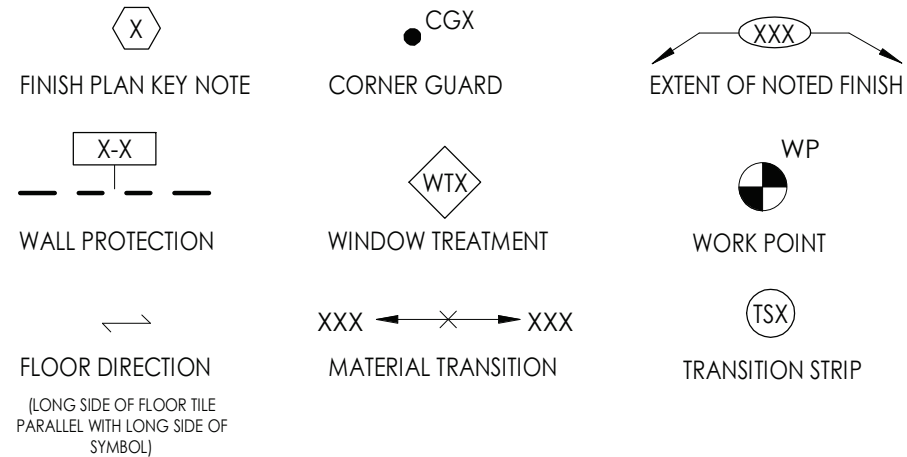 X
FINISH PLAN KEY NOTE
CGX
CORNER GUARD
XXX
EXTENT OF NOTED FINISH
X-X
WALL PROTECTION
WTX
WINDOW TREATMENT
WP
WORK POINT
FLOOR DIRECTION
(LONG SIDE OF FLOOR TILE
PARALLEL WITH LONG SIDE OF
SYMBOL)
XXX XXX
MATERIAL TRANSITION
TSX
TRANSITION STRIP